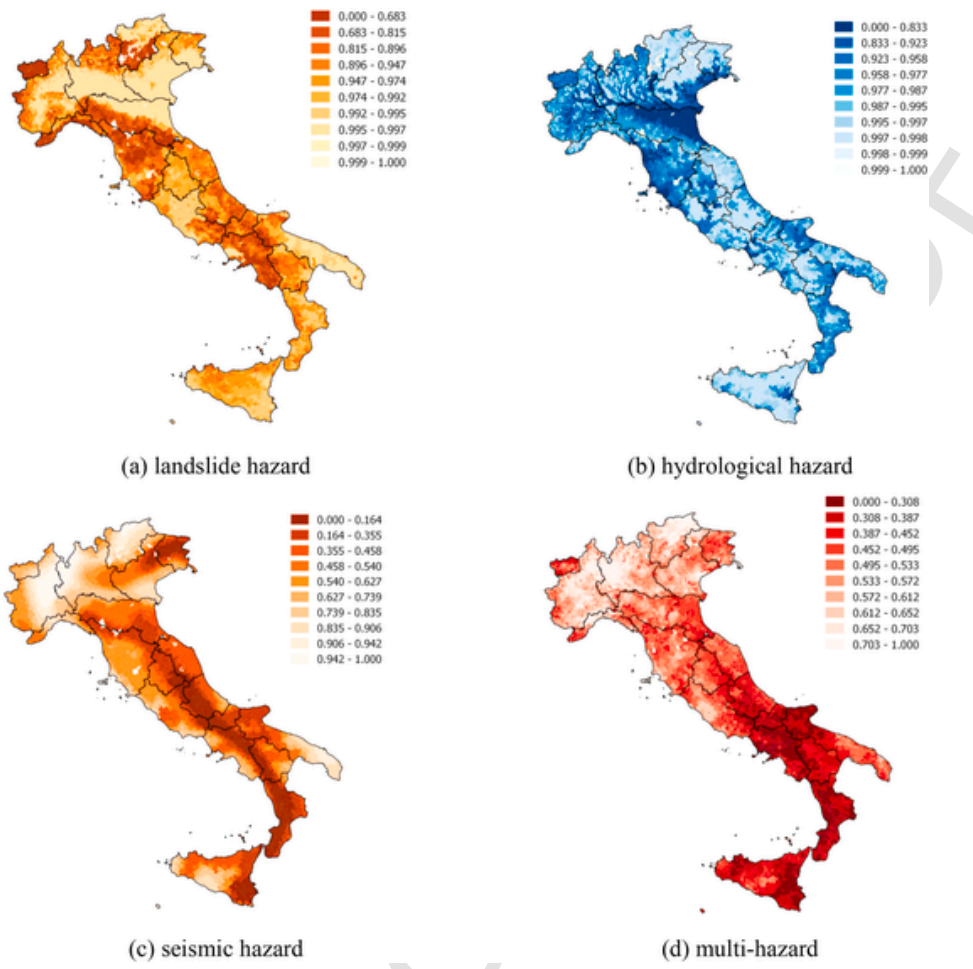 0.000 - 0.683
0.683 - 0.815
0.815 - 0.896
0.896 - 0.947
0.947 - 0.974
0.974 - 0.992
0.992 - 0.995
0.995 - 0.997
0.997 - 0.999
0.999 - 1.000
(a) landslide hazard
0.000 - 0.833
0.833 - 0.923
0.923 - 0.958
0.958 - 0.977
0.977 - 0.987
0.987 - 0.995
0.995 - 0.997
0.997 - 0.998
0.998 - 0.999
0.999 - 1.000
(b) hydrological hazard
0.000 - 0.164
0.164 - 0.355
0.355 - 0.458
0.458 - 0.540
0.540 - 0.627
0.627 - 0.739
0.739 - 0.835
0.835 - 0.906
0.906 - 0.942
0.942 - 1.000
(c) seismic hazard
0.000 - 0.308
0.308 - 0.387
0.387 - 0.452
0.452 - 0.495
0.495 - 0.533
0.533 - 0.572
0.572 - 0.612
0.612 - 0.652
0.652 - 0.703
0.703 - 1.000
(d) multi-hazard